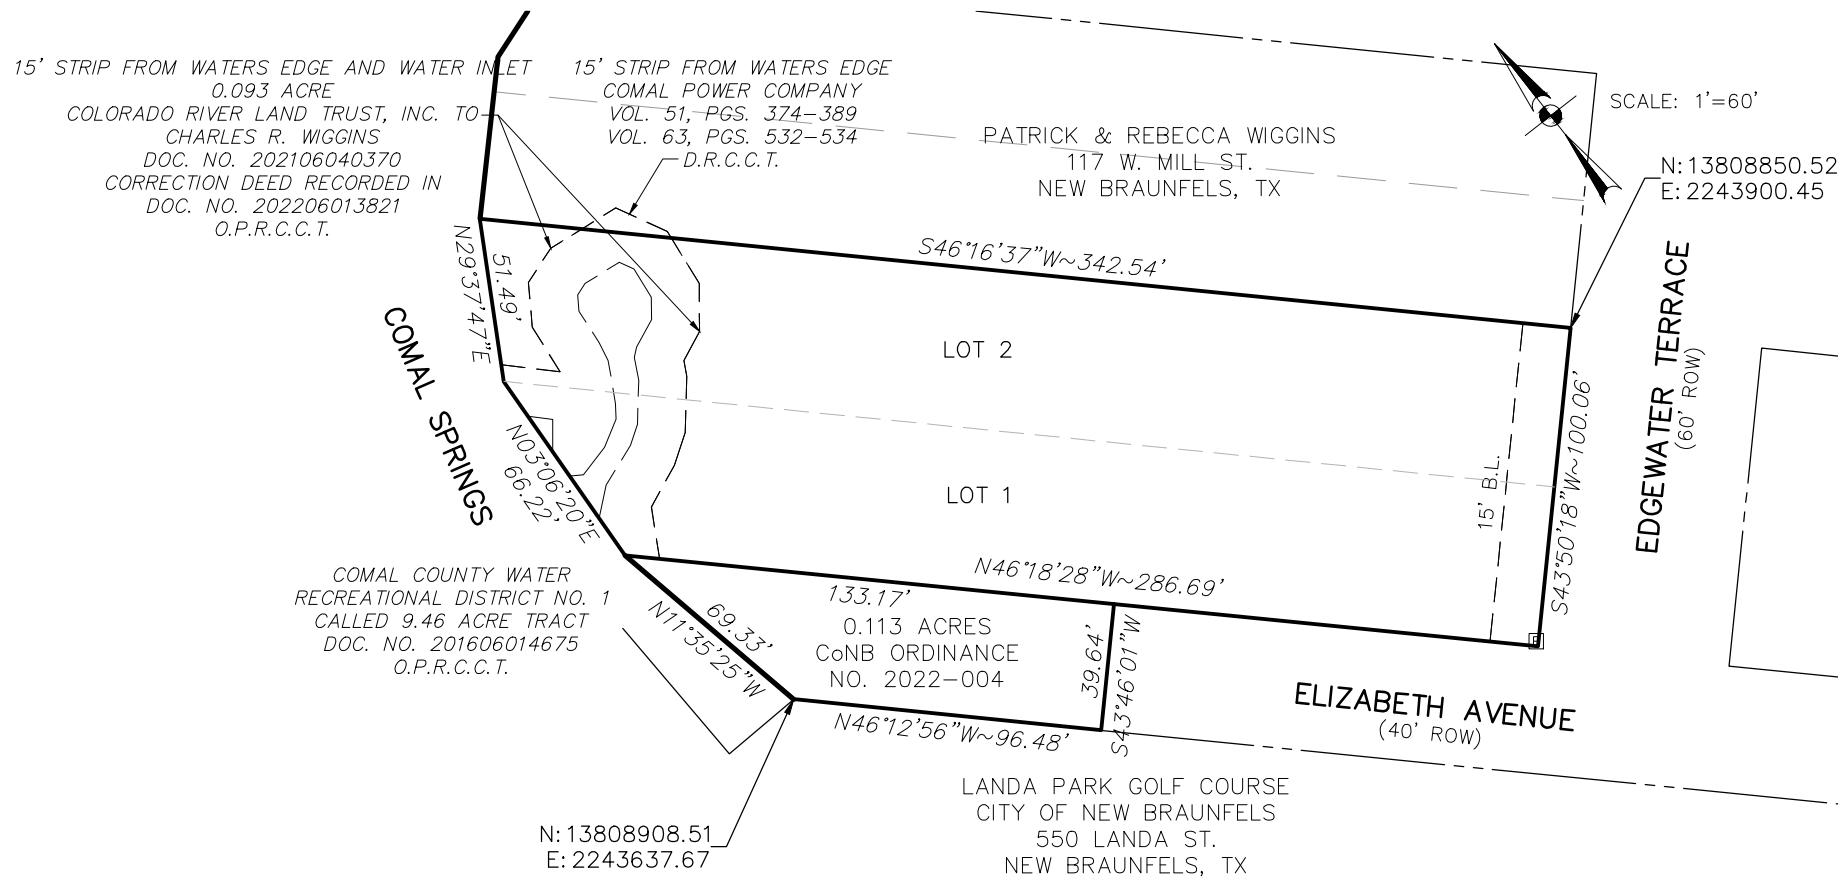 15' STRIP FROM WATERS EDGE AND WATER INLET
0.093 ACRE
COLORADO RIVER LAND TRUST, INC. TO
CHARLES R. WIGGINS
DOC. NO. 202106040370
CORRECTION DEED RECORDED IN
DOC. NO. 202206013821
O.P.R.C.C.T.
15' STRIP FROM WATERS EDGE
COMAL POWER COMPANY
VOL. 51, PGS. 374-389
VOL. 63, PGS. 532-534
D.R.C.C.T.
PATRICK & REBECCA WIGGINS
117 W. MILL ST.
NEW BRAUNFELS, TX
SCALE: 1'=60'
N:13808850.52
E:2243900.45
S46°16'37"W~342.54'
N29°37'47"E
51.49'
COMAL SPRINGS
LOT 2
EDGEWATER TERRACE
(60' ROW)
S43°50'18"W~100.06'
15' B.L.
LOT 1
N03°06'20"E
66.22'
N46°18'28"W~286.69'
COMAL COUNTY WATER
RECREATIONAL DISTRICT NO. 1
CALLED 9.46 ACRE TRACT
DOC. NO. 201606014675
O.P.R.C.C.T.
69.33'
N11°35'25"W
133.17'
0.113 ACRES
CoNB ORDINANCE
NO. 2022-004
39.64'
S43°46'01"W
N46°12'56"W~96.48'
ELIZABETH AVENUE
(40' ROW)
LANDA PARK GOLF COURSE
CITY OF NEW BRAUNFELS
550 LANDA ST.
NEW BRAUNFELS, TX
N:13808908.51
E:2243637.67